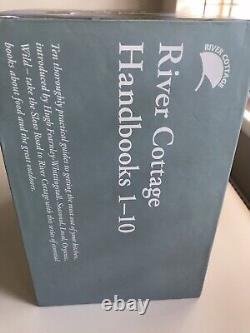 RIVER COTTAGE
River Cottage
Handbooks 1–10
Ten thoroughly practical guides to getting the most out of your kitchen,
introduced by Hugh Fearnley-Whittingstall. Seasonal, Local, Organic,
Wild – take the Slow Road to River Cottage with the series of essential
books about food and the great outdoors.